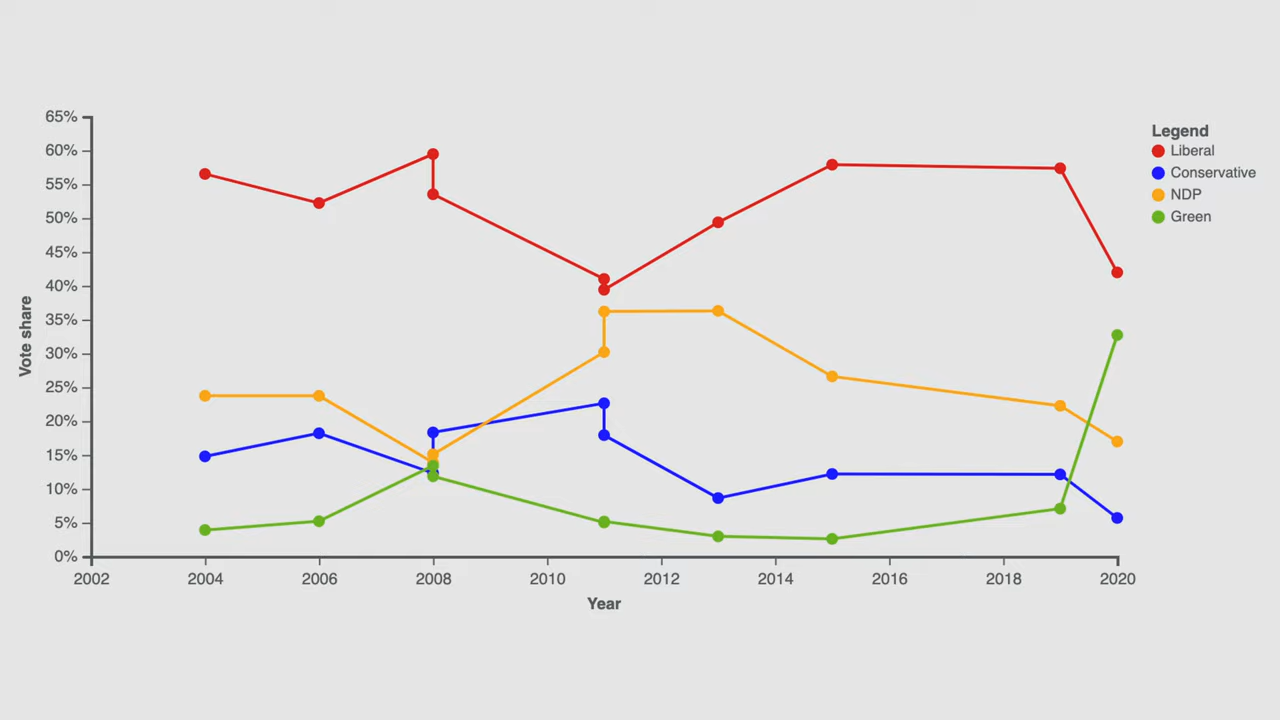 65%
60%
55%
50%
45%
40%
35%
30%
25%
20%
15%
10%
5%
0%
Vote share
2002 2004 2006 2008 2010 2012 2014 2016 2018 2020
Year
Legend
Liberal
Conservative
NDP
Green